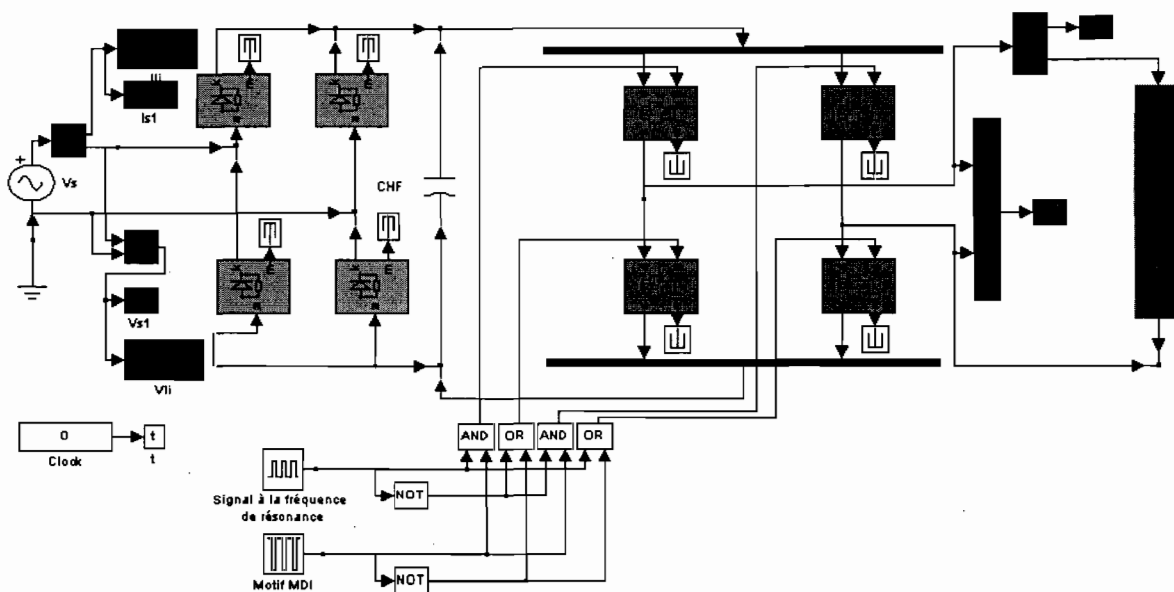 Is1
+
Vs
CHF
Vs1
Vli
0
Clock
t
t
AND
OR
AND
OR
NOT
Signal à la fréquence
de résonance
NOT
Motif MDI